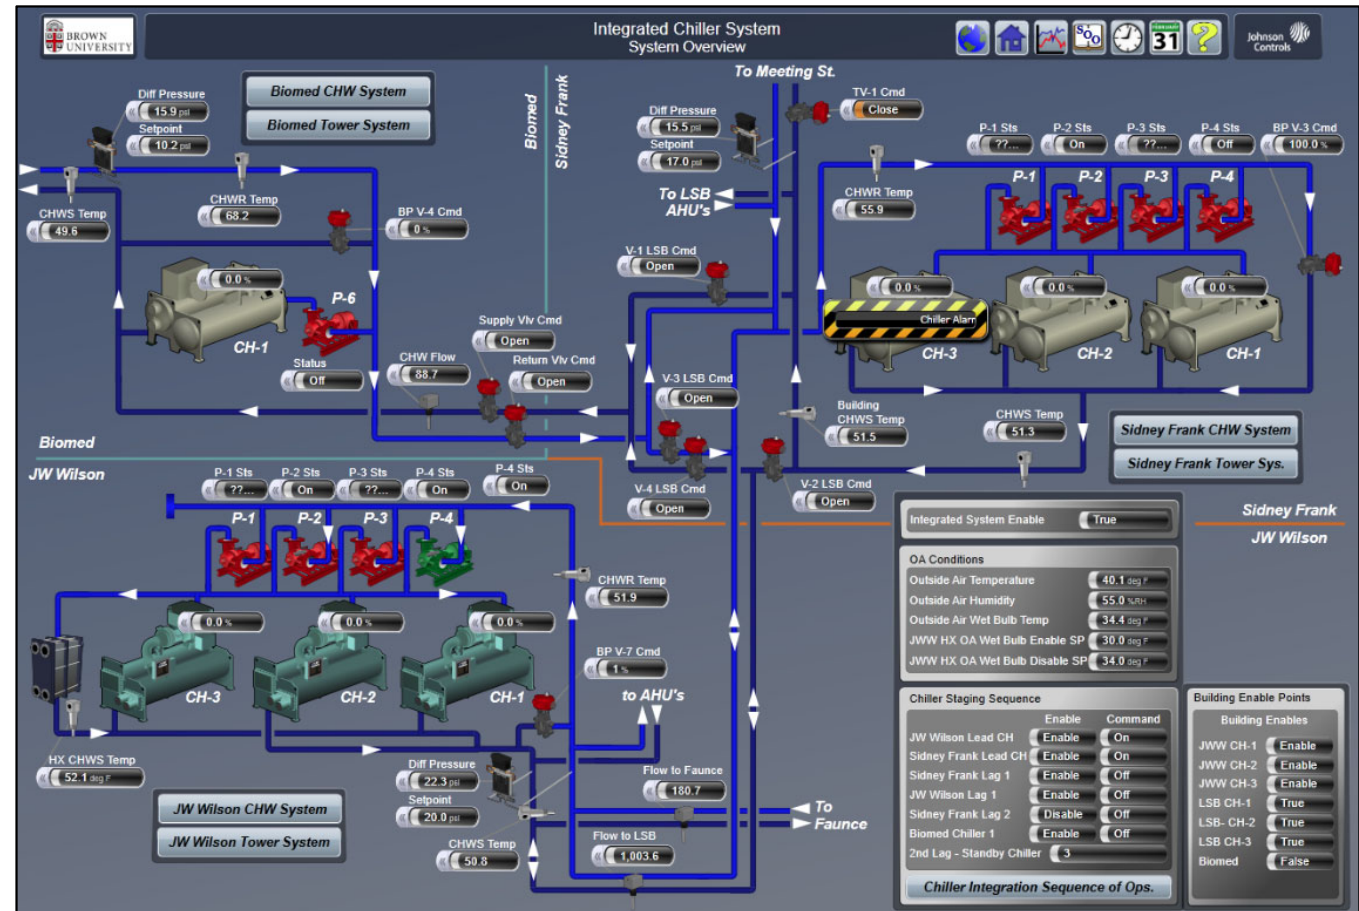 BROWN
UNIVERSITY
Integrated Chiller System
System Overview
SOO
31
?
Johnson
Controls
Biomed CHW System
Biomed Tower System
Diff Pressure
15.9 psi
Setpoint
10.2 psi
CHWS Temp
49.6
CHWR Temp
68.2
BP V-4 Cmd
0 %
0.0 %
P-6
CH-1
Status
Off
CHW Flow
88.7
Supply Vlv Cmd
Open
Return Vlv Cmd
Open
Biomed
Sidney Frank
Biomed
JW Wilson
To Meeting St.
Diff Pressure
15.5 psi
Setpoint
17.0 psi
TV-1 Cmd
Close
To LSB
AHU's
CHWR Temp
55.9
P-1 Sts
??...
P-2 Sts
On
P-3 Sts
??...
P-4 Sts
Off
BP V-3 Cmd
100.0 %
P-1
P-2
P-3
P-4
V-1 LSB Cmd
Open
0.0 %
0.0 %
0.0 %
Chiller Alarm
CH-3
CH-2
CH-1
V-3 LSB Cmd
Open
Building
CHWS Temp
51.5
CHWS Temp
51.3
Sidney Frank CHW System
Sidney Frank Tower Sys.
V-4 LSB Cmd
Open
V-2 LSB Cmd
Open
Sidney Frank
JW Wilson
P-1 Sts
??...
P-2 Sts
On
P-3 Sts
??...
P-4 Sts
On
P-4 Sts
On
P-1
P-2
P-3
P-4
CHWR Temp
51.9
0.0 %
0.0 %
0.0 %
CH-3
CH-2
CH-1
BP V-7 Cmd
1 %
to AHU's
HX CHWS Temp
52.1 deg F
JW Wilson CHW System
JW Wilson Tower System
Diff Pressure
22.3 psi
Setpoint
20.0 psi
CHWS Temp
50.8
Flow to Faunce
180.7
To
Faunce
Flow to LSB
1,003.6
Integrated System Enable True
OA Conditions
Outside Air Temperature 40.1 deg F
Outside Air Humidity 55.0 %RH
Outside Air Wet Bulb Temp 34.4 deg F
JWW HX OA Wet Bulb Enable SP 30.0 deg F
JWW HX OA Wet Bulb Disable SP 34.0 deg F
Chiller Staging Sequence
Enable Command
JW Wilson Lead CH Enable On
Sidney Frank Lead CH Enable On
Sidney Frank Lag 1 Enable Off
JW Wilson Lag 1 Enable Off
Sidney Frank Lag 2 Disable Off
Biomed Chiller 1 Enable Off
2nd Lag - Standby Chiller 3
Chiller Integration Sequence of Ops.
Building Enable Points
Building Enables
JWW CH-1 Enable
JWW CH-2 Enable
JWW CH-3 Enable
LSB CH-1 True
LSB- CH-2 True
LSB CH-3 True
Biomed False